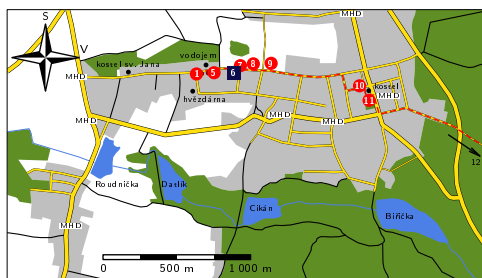 S
V
MHD
vodojem
kostel sv. Jana
7 8 9
MHD
1 5 6
10 kostel
MHD
hvězdárna
11
MHD
MHD
MHD
12
Roudnička
Datlík
Cikán
Biřička
MHD
0 500 m 1 000 m